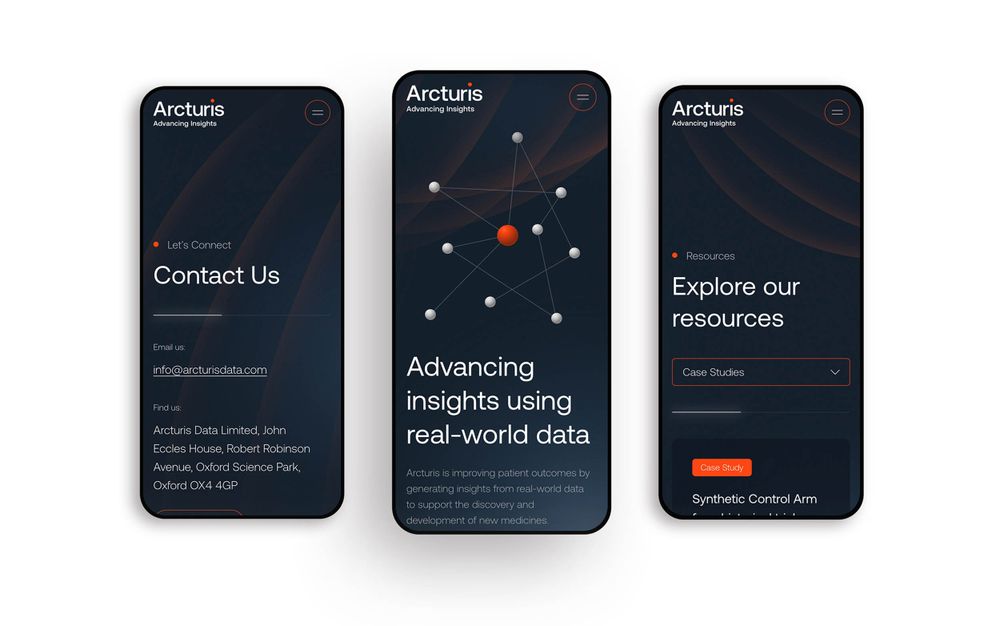 Arcturis
Advancing Insights
Let's Connect
Contact Us
Email us:
info@arcturisdata.com
Find us:
Arcturis Data Limited, John
Eccles House, Robert Robinson
Avenue, Oxford Science Park,
Oxford OX4 4GP
Arcturis
Advancing Insights
Advancing
insights using
real-world data
Arcturis is improving patient outcomes by
generating insights from real-world data
to support the discovery and
development of new medicines.
Arcturis
Advancing Insights
Resources
Explore our
resources
Case Studies
Case Study
Synthetic Control Arm